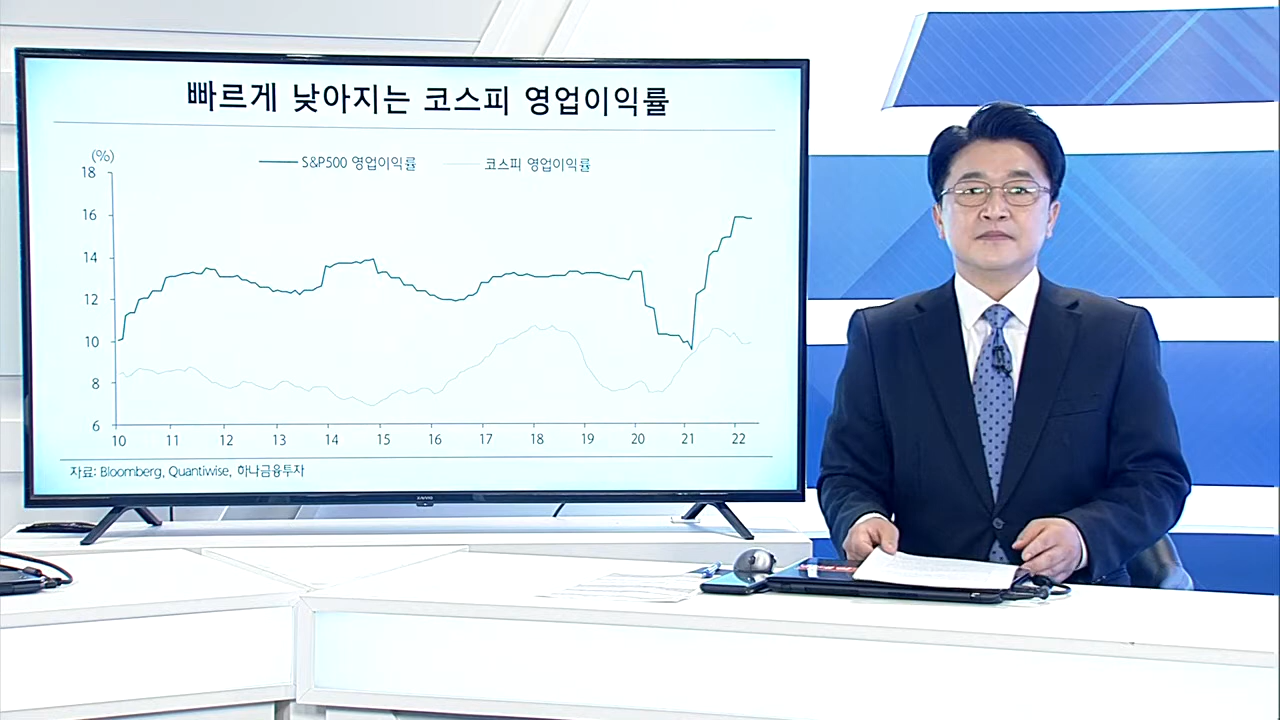 빠르게 낮아지는 코스피 영업이익률
(%)
S&P500 영업이익률 코스피 영업이익률
18
16
14
12
10
8
6
10 11 12 13 14 15 16 17 18 19 20 21 22
자료: Bloomberg, Quantiwise, 하나금융투자